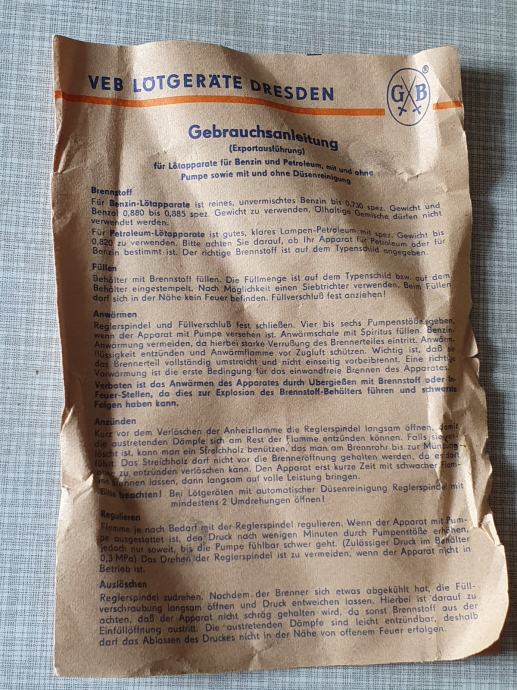 VEB LÖTGERÄTE DRESDEN
G B ®
Gebrauchsanleitung
(Exportausführung)
für Lötapparate für Benzin und Petroleum, mit und ohne
Pumpe sowie mit und ohne Düsenreinigung
Brennstoff
Für Benzin-Lötapparate ist reines, unvermischtes Benzin bis 0,730 spez. Gewicht und
Benzol 0,880 bis 0,885 spez. Gewicht zu verwenden. Ölhaltige Gemische dürfen nicht
verwendet werden.
Für Petroleum-Lötapparate ist gutes, klares Lampen-Petroleum mit spez. Gewicht bis
0,820 zu verwenden. Bitte achten Sie darauf, ob Ihr Apparat für Petroleum oder für
Benzin bestimmt ist. Der richtige Brennstoff ist auf dem Typenschild angegeben.
Füllen
Behälter mit Brennstoff füllen. Die Füllmenge ist auf dem Typenschild bzw. auf dem
Behälter eingestempelt. Nach Möglichkeit einen Siebtrichter verwenden. Beim Füllen
darf sich in der Nähe kein Feuer befinden. Füllverschluß fest anziehen!
Anwärmen
Reglerspindel und Füllverschluß fest schließen. Vier bis sechs Pumpenstöße geben,
wenn der Apparat mit Pumpe versehen ist. Anwärmschale mit Spiritus füllen. Benzin-
Anwärmung vermeiden, da hierbei starke Verrußung des Brennerteiles eintritt. Anwärm-
flüssigkeit entzünden und Anwärmflamme vor Zugluft schützen. Wichtig ist, daß sie
das Brennerteil vollständig umstreicht und nicht einseitig vorbeibrennt. Eine richtige
Vorwärmung ist die erste Bedingung für das einwandfreie Brennen des Apparates.
Verboten ist das Anwärmen des Apparates durch Übergießen mit Brennstoff oder in
Feuer-Stellen, da dies zur Explosion des Brennstoff-Behälters führen und schwerste
Folgen haben kann.
Anzünden
Kurz vor dem Verlöschen der Anheizflamme die Reglerspindel langsam öffnen, damit
die austretenden Dämpfe sich am Rest der Flamme entzünden können. Falls sie ver-
löscht ist, kann man ein Streichholz benützen, das man am Brennrohr bis zur Mündung
führt. Das Streichholz darf nicht vor die Brenneröffnung gehalten werden, da es dort
ohne zu entzünden verlöschen kann. Den Apparat erst kurze Zeit mit schwacher Flam-
me brennen lassen, dann langsam auf volle Leistung bringen.
Bitte beachten! Bei Lötgeräten mit automatischer Düsenreinigung Reglerspindel mit
mindestens 2 Umdrehungen öffnen!
Regulieren
Flamme je nach Bedarf mit der Reglerspindel regulieren. Wenn der Apparat mit Pum-
pe ausgestattet ist, den Druck nach wenigen Minuten durch Pumpenstöße erhöhen,
jedoch nur soweit, bis die Pumpe fühlbar schwer geht. (Zulässiger Druck im Behälter
0,3 MPa) Das Drehen der Reglerspindel ist zu vermeiden, wenn der Apparat nicht in
Betrieb ist.
Auslöschen
Reglerspindel zudrehen. Nachdem der Brenner sich etwas abgekühlt hat, die Füll-
verschraubung langsam öffnen und Druck entweichen lassen. Hierbei ist darauf zu
achten, daß der Apparat nicht schräg gehalten wird, da sonst Brennstoff aus der
Einfüllöffnung austritt. Die austretenden Dämpfe sind leicht entzündbar, deshalb
darf das Ablassen des Druckes nicht in der Nähe von offenem Feuer erfolgen.